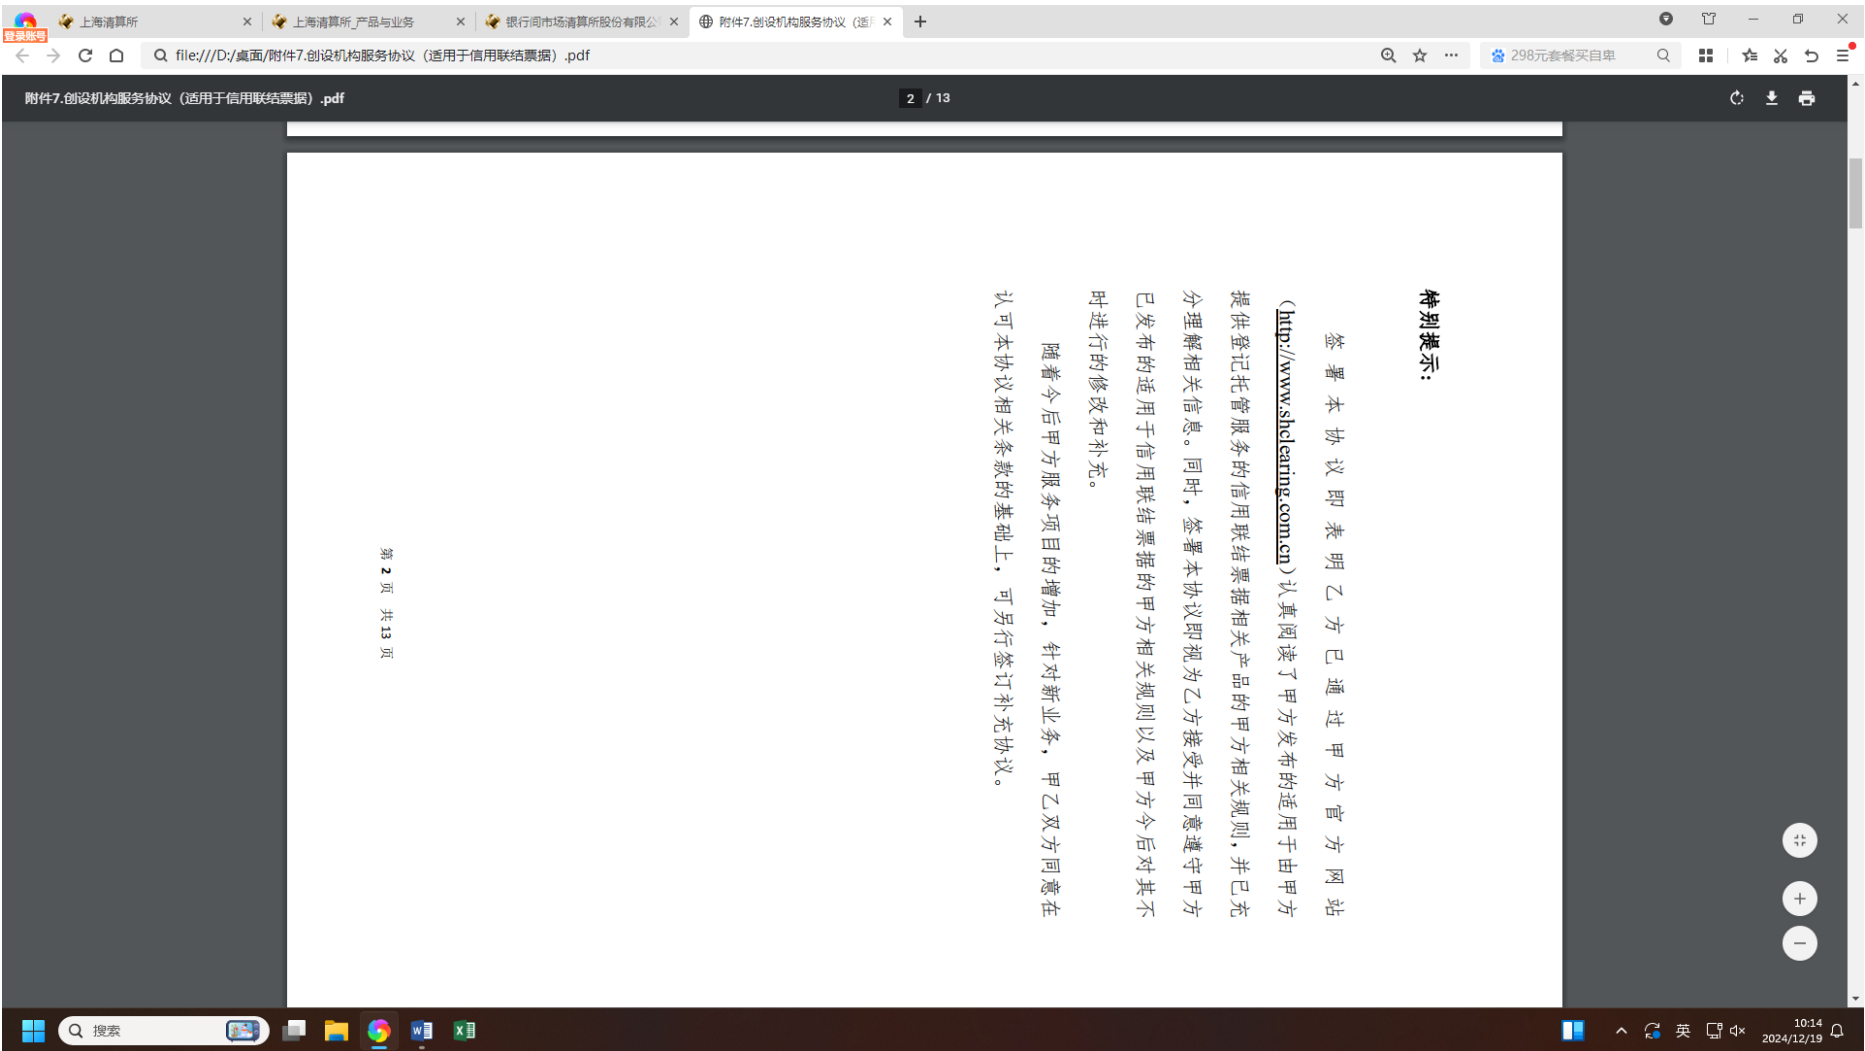 上海清算所
上海清算所_产品与业务
银行间市场清算所股份有限公
附件7.创设机构服务协议（适
登录账号
file:///D:/桌面/附件7.创设机构服务协议（适用于信用联结票据）.pdf
298元套餐买自卑
附件7.创设机构服务协议（适用于信用联结票据）.pdf
2 / 13
特别提示：
签署本协议即表明乙方已通过甲方官方网站
（http://www.shclearing.com.cn）认真阅读了甲方发布的适用于由甲方
提供登记托管服务的信用联结票据相关产品的甲方相关规则，并已充
分理解相关信息。同时，签署本协议即视为乙方接受并同意遵守甲方
已发布的适用于信用联结票据的甲方相关规则以及甲方今后对其不
时进行的修改和补充。
随着今后甲方服务项目的增加，针对新业务，甲乙双方同意在
认可本协议相关条款的基础上，可另行签订补充协议。
第 2 页 共 13 页
搜索
英
10:14
2024/12/19